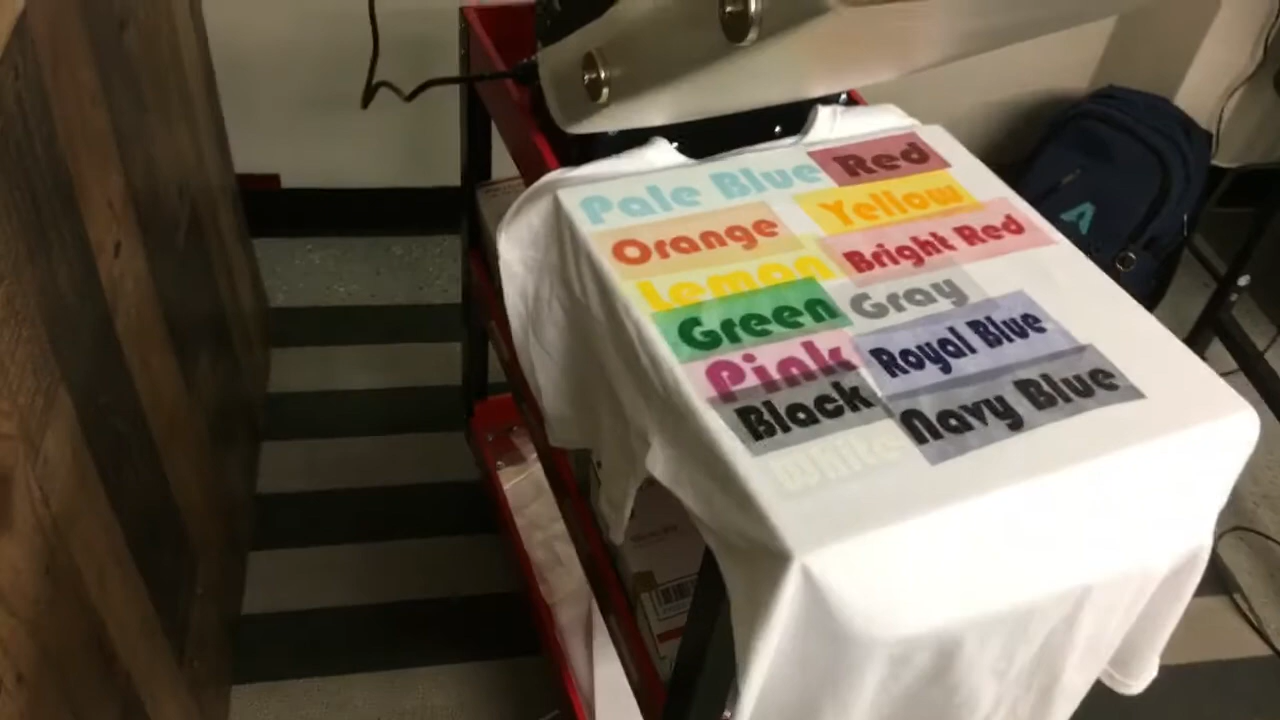 Pale Blue Red
Orange Yellow
Lemon Bright Red
Green Gray
Pink Royal Blue
Black Navy Blue
White